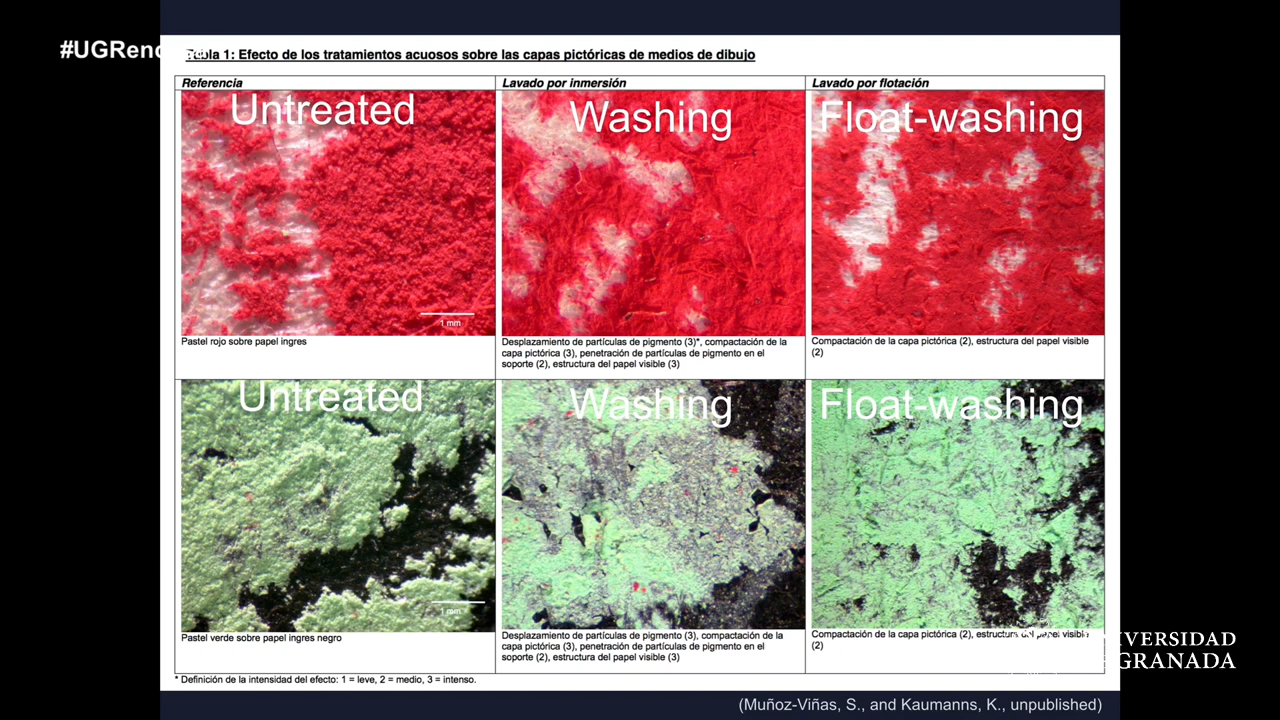 #UGRen
Tabla 1: Efecto de los tratamientos acuosos sobre las capas pictóricas de medios de dibujo
Referencia
Lavado por inmersión
Lavado por flotación
Untreated
Washing
Float-washing
1 mm
Pastel rojo sobre papel ingres
Desplazamiento de partículas de pigmento (3)*, compactación de la
capa pictórica (3), penetración de partículas de pigmento en el
soporte (2), estructura del papel visible (3)
Compactación de la capa pictórica (2), estructura del papel visible
(2)
Untreated
Washing
Float-washing
1 mm
Pastel verde sobre papel ingres negro
Desplazamiento de partículas de pigmento (3), compactación de la
capa pictórica (3), penetración de partículas de pigmento en el
soporte (2), estructura del papel visible (3)
Compactación de la capa pictórica (2), estructura del papel visible
(2)
* Definición de la intensidad del efecto: 1 = leve, 2 = medio, 3 = intenso.
IVERSIDAD
GRANADA
(Muñoz-Viñas, S., and Kaumanns, K., unpublished)